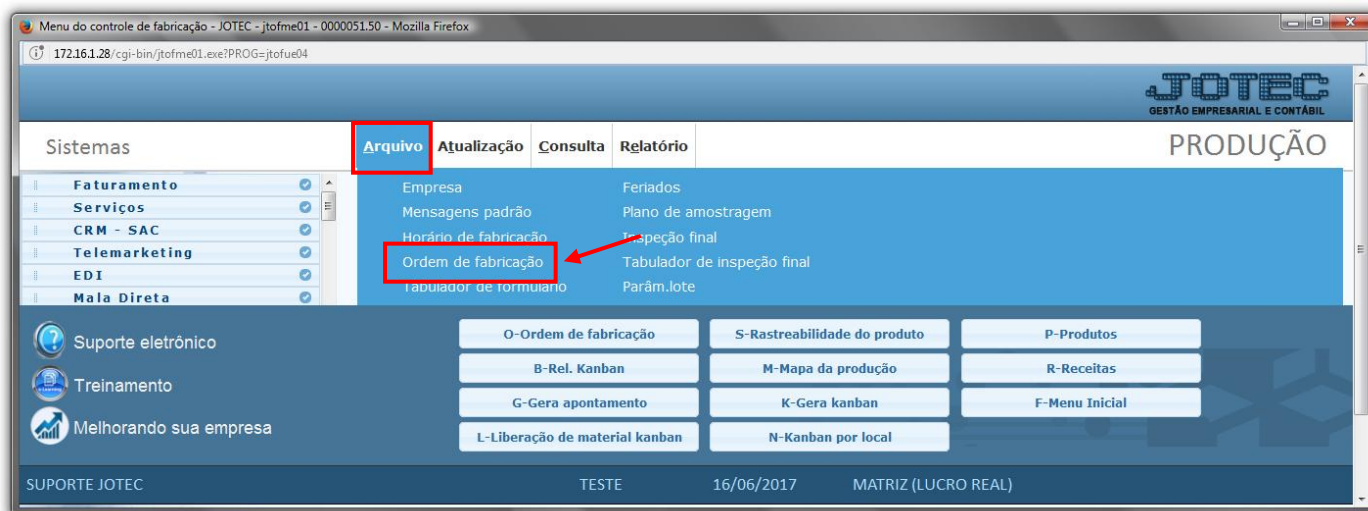 Menu do controle de fabricação - JOTEC - jtofme01 - 0000051.50 - Mozilla Firefox
172.16.1.28/cgi-bin/jtofme01.exe?PROG=jtofue04
JOTEC
GESTÃO EMPRESARIAL E CONTÁBIL
Sistemas
Arquivo Atualização Consulta Relatório
PRODUÇÃO
Faturamento
Serviços
CRM - SAC
Telemarketing
EDI
Mala Direta
Empresa
Mensagens padrão
Horário de fabricação
Ordem de fabricação
Tabulador de formulário
Feriados
Plano de amostragem
Inspeção final
Tabulador de inspeção final
Parâm.lote
Suporte eletrônico
Treinamento
Melhorando sua empresa
O-Ordem de fabricação S-Rastreabilidade do produto P-Produtos
B-Rel. Kanban M-Mapa da produção R-Receitas
G-Gera apontamento K-Gera kanban F-Menu Inicial
L-Liberação de material kanban N-Kanban por local
SUPORTE JOTEC TESTE 16/06/2017 MATRIZ (LUCRO REAL)